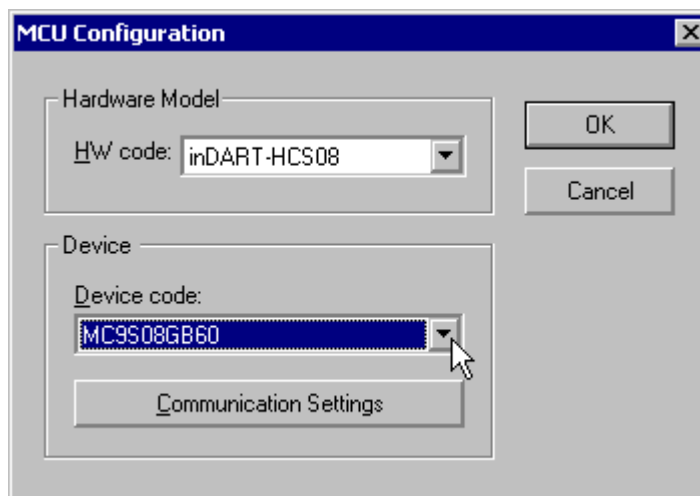 MCU Configuration
Hardware Model
HW code: inDART-HCS08
OK
Cancel
Device
Device code:
MC9S08GB60
Communication Settings